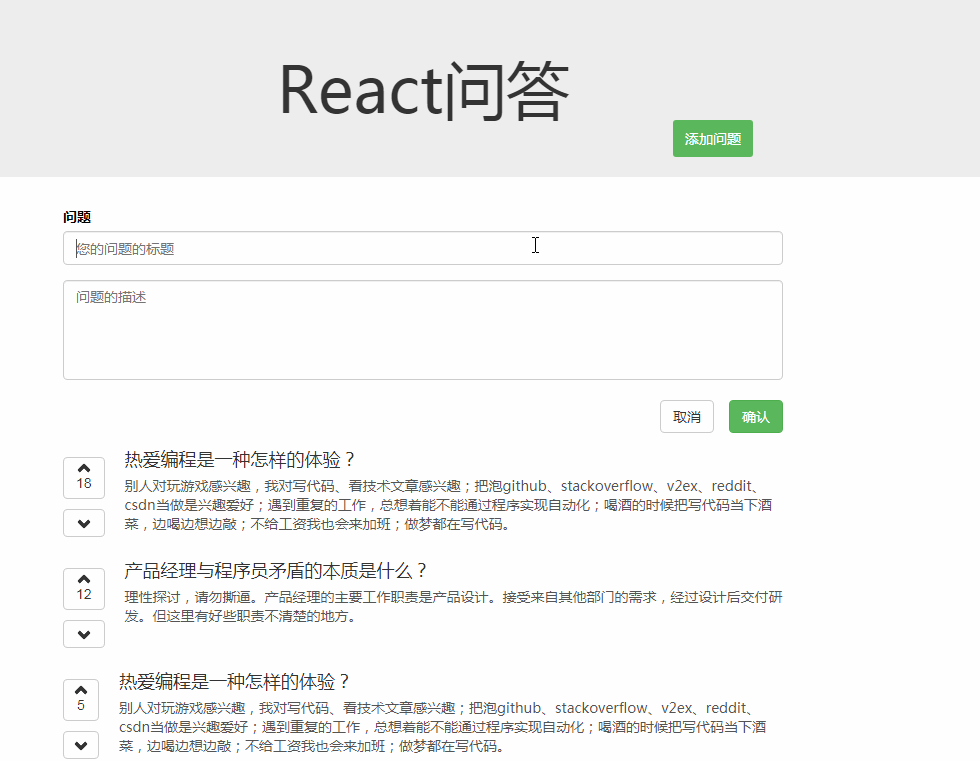 React问答
添加问题
问题
您的问题的标题
问题的描述
取消
确认
热爱编程是一种怎样的体验？
18
别人对玩游戏感兴趣，我对写代码、看技术文章感兴趣；把泡github、stackoverflow、v2ex、reddit、
csdn当做是兴趣爱好；遇到重复的工作，总想着能不能通过程序实现自动化；喝酒的时候把写代码当下酒
菜，边喝边想边敲；不给工资我也会来加班；做梦都在写代码。
产品经理与程序员矛盾的本质是什么？
12
理性探讨，请勿撕逼。产品经理的主要工作职责是产品设计。接受来自其他部门的需求，经过设计后交付研
发。但这里有好些职责不清楚的地方。
热爱编程是一种怎样的体验？
5
别人对玩游戏感兴趣，我对写代码、看技术文章感兴趣；把泡github、stackoverflow、v2ex、reddit、
csdn当做是兴趣爱好；遇到重复的工作，总想着能不能通过程序实现自动化；喝酒的时候把写代码当下酒
菜，边喝边想边敲；不给工资我也会来加班；做梦都在写代码。